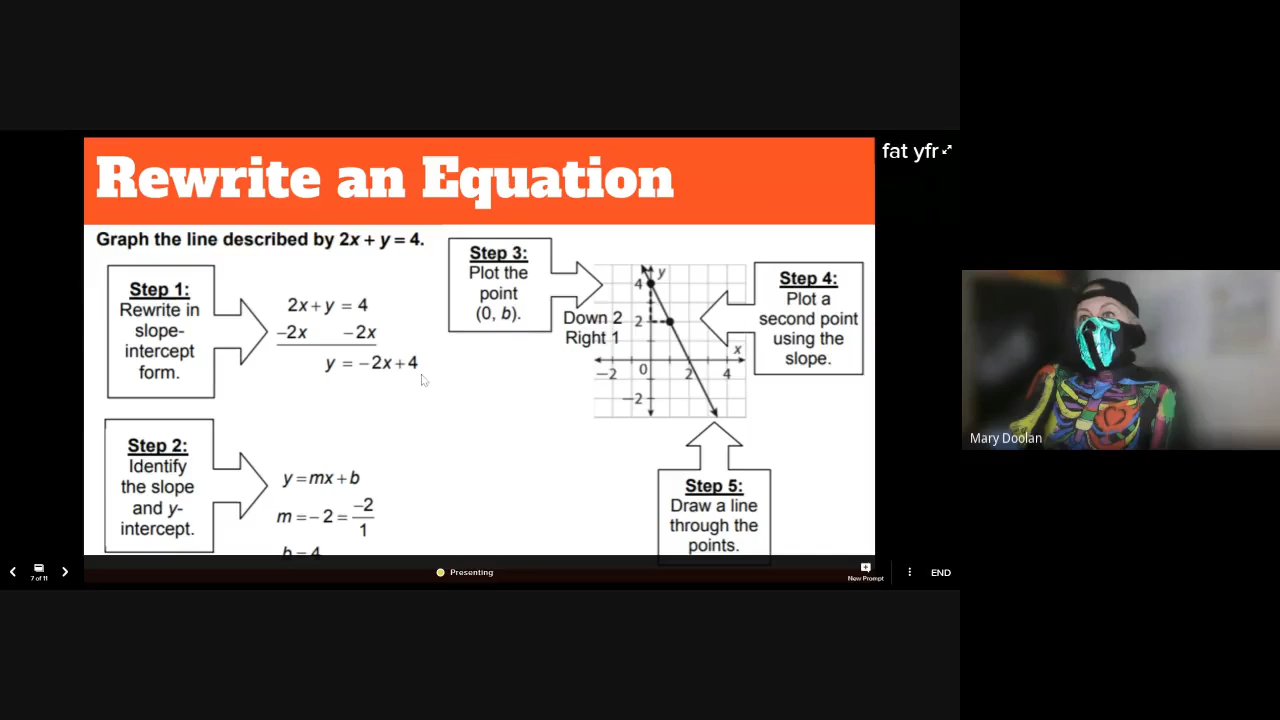 Rewrite an Equation
fat yfr
Graph the line described by 2x + y = 4.
Step 1:
Rewrite in
slope-
intercept
form.
2x + y = 4
−2x −2x
y = −2x + 4
Step 2:
Identify
the slope
and y-
intercept.
y = mx + b
m = −2 = −2/1
b = 4
Step 3:
Plot the
point
(0, b).
Down 2
Right 1
y
4
2
x
−2 0 2 4
−2
Step 4:
Plot a
second point
using the
slope.
Step 5:
Draw a line
through the
points.
Mary Doolan
7 of 11
Presenting
New Prompt
END